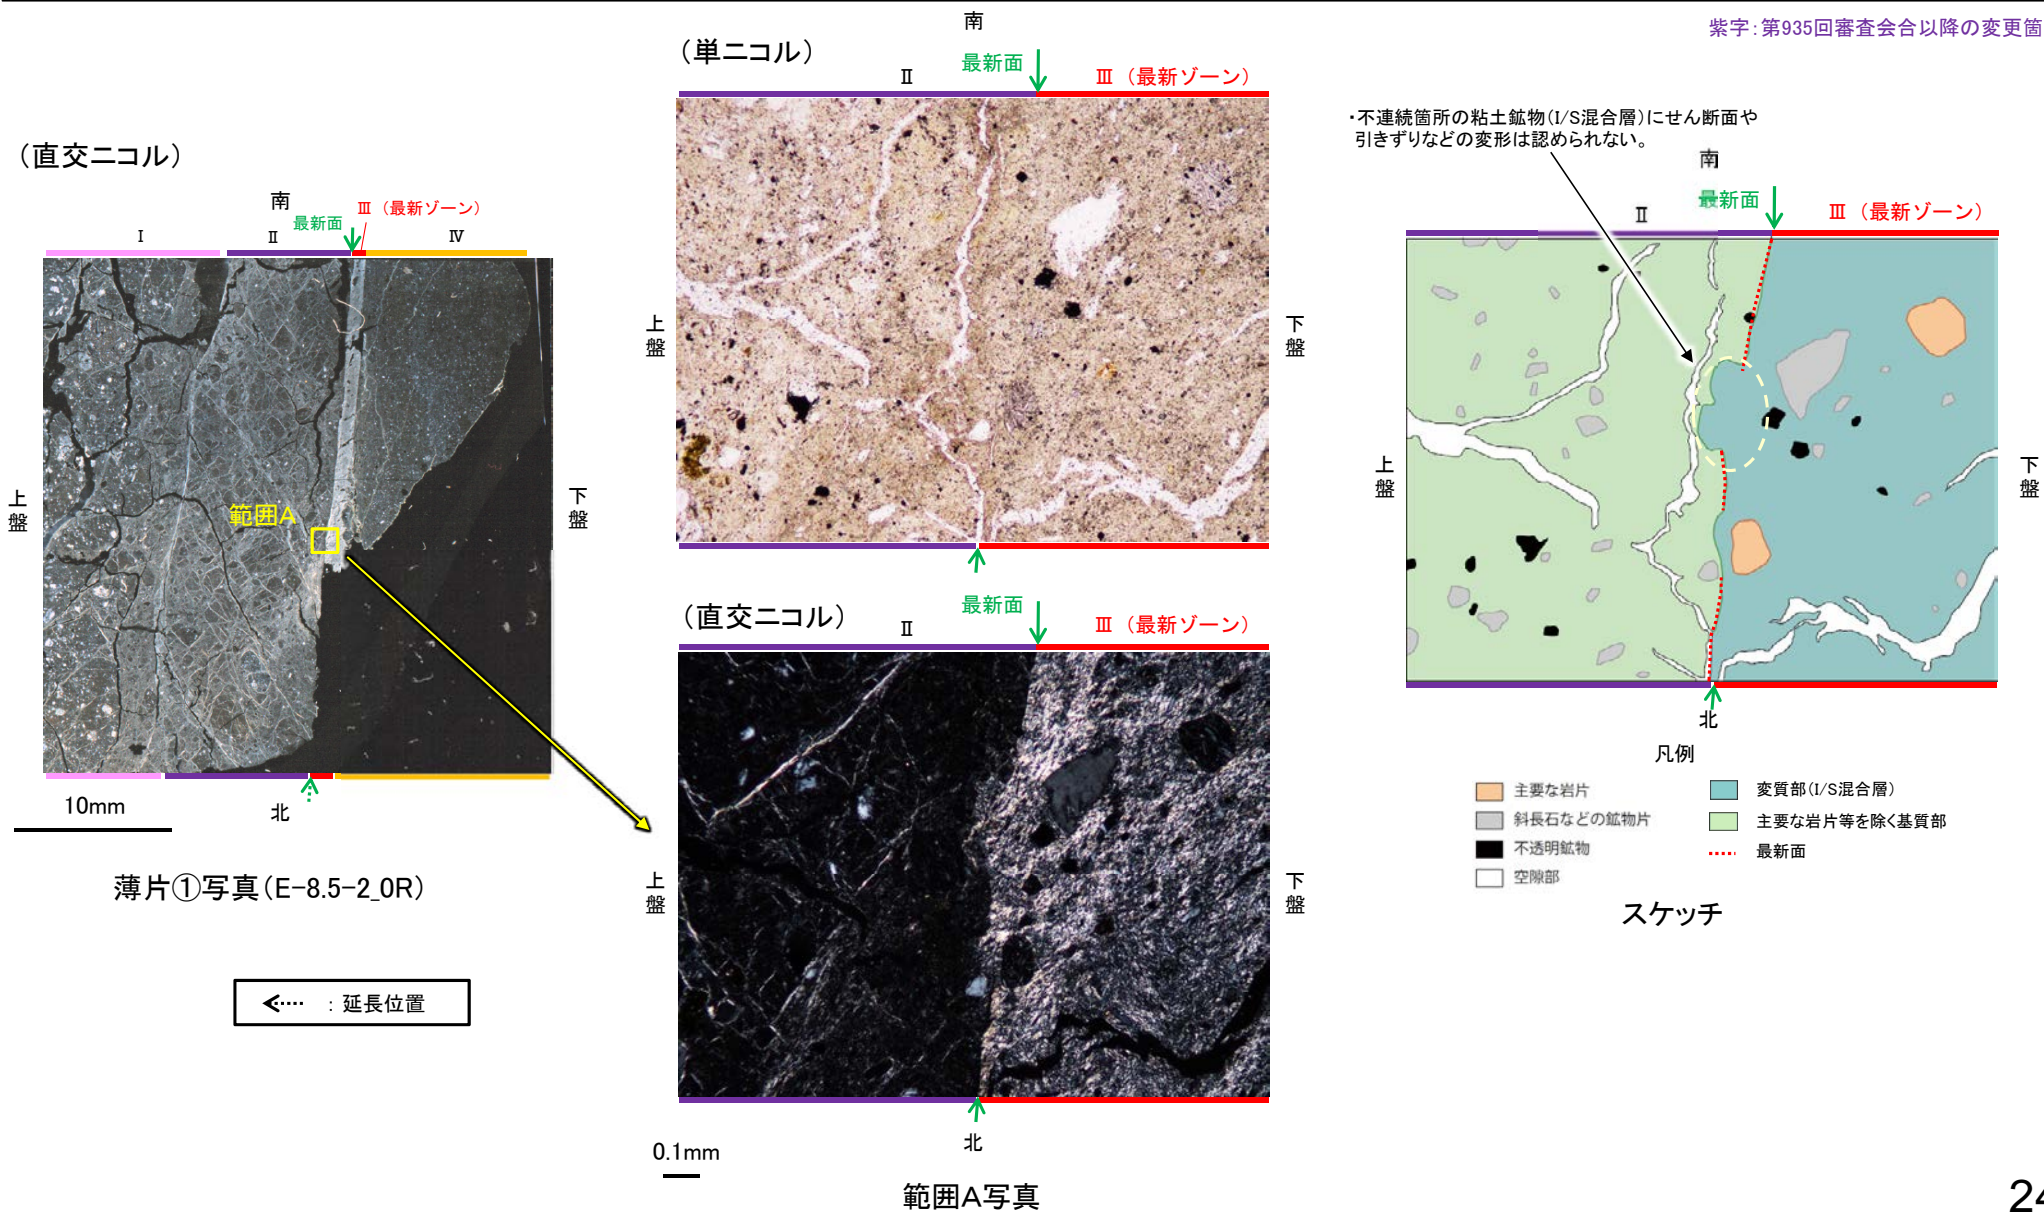 紫字：第935回審査会合以降の変更箇
（直交ニコル）
南
最新面
Ⅲ（最新ゾーン）
Ⅰ
Ⅱ
Ⅳ
上盤
下盤
範囲A
10mm
北
薄片①写真（E-8.5-2_0R）
：延長位置
（単ニコル）
南
最新面
Ⅱ
Ⅲ（最新ゾーン）
上盤
下盤
（直交ニコル）
最新面
Ⅱ
Ⅲ（最新ゾーン）
上盤
下盤
北
0.1mm
範囲A写真
・不連続箇所の粘土鉱物（I/S混合層）にせん断面や
引きずりなどの変形は認められない。
南
最新面
Ⅱ
Ⅲ（最新ゾーン）
上盤
下盤
北
凡例
主要な岩片
斜長石などの鉱物片
不透明鉱物
空隙部
変質部（I/S混合層）
主要な岩片等を除く基質部
最新面
スケッチ